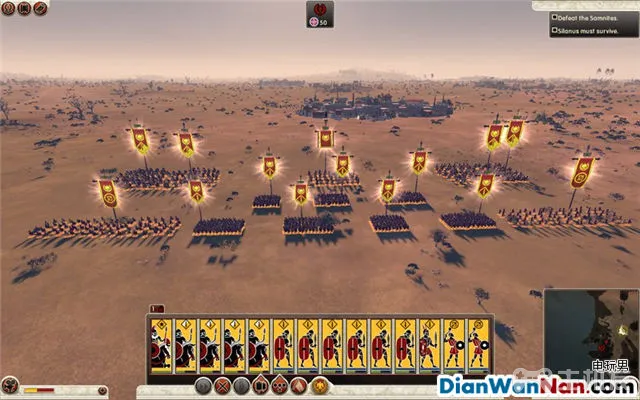 50
Defeat the Samnites.
Silanus must survive.
电玩男
DianWanNan.com